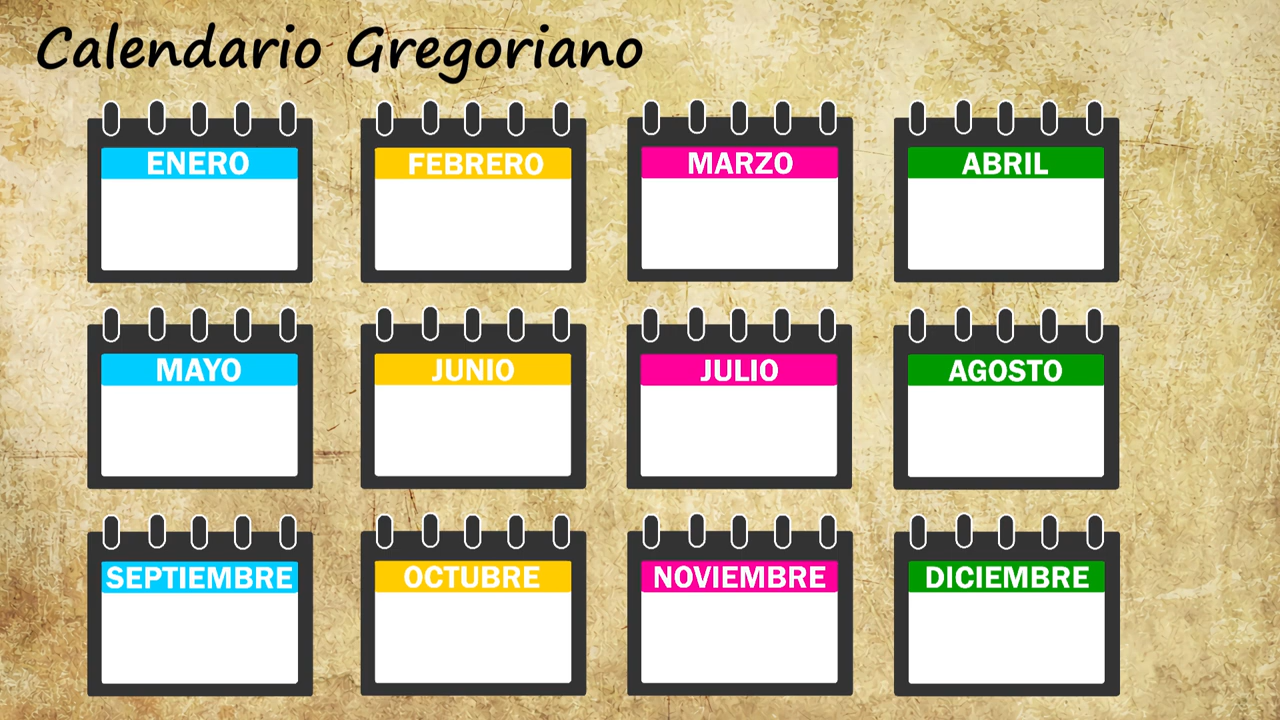 Calendario Gregoriano
ENERO
FEBRERO
MARZO
ABRIL
MAYO
JUNIO
JULIO
AGOSTO
SEPTIEMBRE
OCTUBRE
NOVIEMBRE
DICIEMBRE